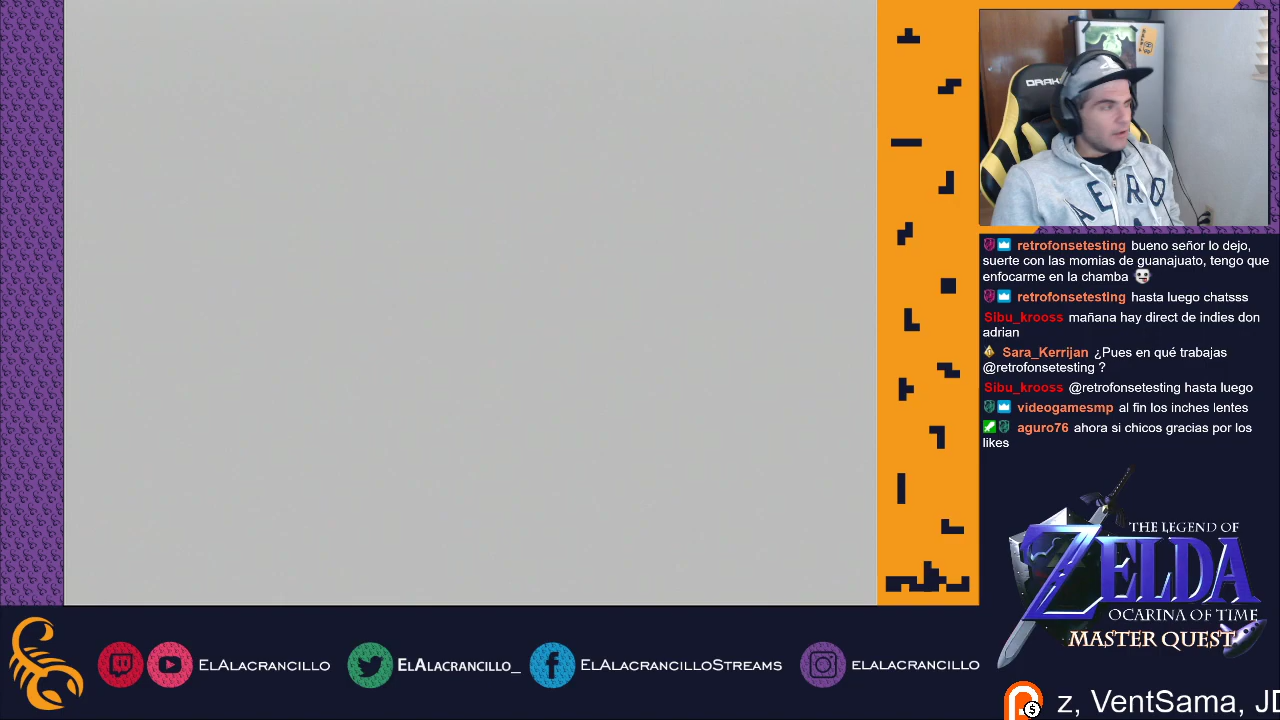 DRAK
AERO
retrofonsetesting bueno señor lo dejo,
suerte con las momias de guanajuato, tengo que
enfocarme en la chamba
retrofonsetesting hasta luego chatsss
Sibu_krooss mañana hay direct de indies don
adrian
Sara_Kerrijan ¿Pues en qué trabajas
@retrofonsetesting ?
Sibu_krooss @retrofonsetesting hasta luego
videogamesmp al fin los inches lentes
aguro76 ahora si chicos gracias por los
likes
THE LEGEND OF
ZELDA
OCARINA OF TIME
MASTER QUEST
ElAlacrancillo
ElAlacrancillo_
ElAlacrancilloStreams
elalacrancillo
z, VentSama, JD